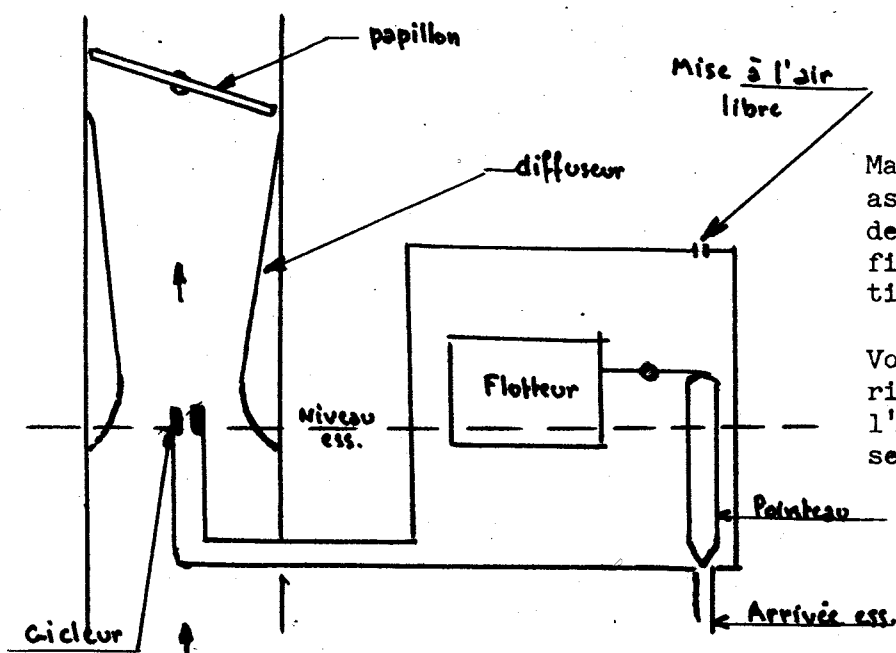 papillon
Mise à l'air
libre
diffuseur
Ma
as
de
fi
ti
Flotteur
Vo
ri
l'
se
Niveau
ess.
Pointeau
Gicleur
Arrivée ess.